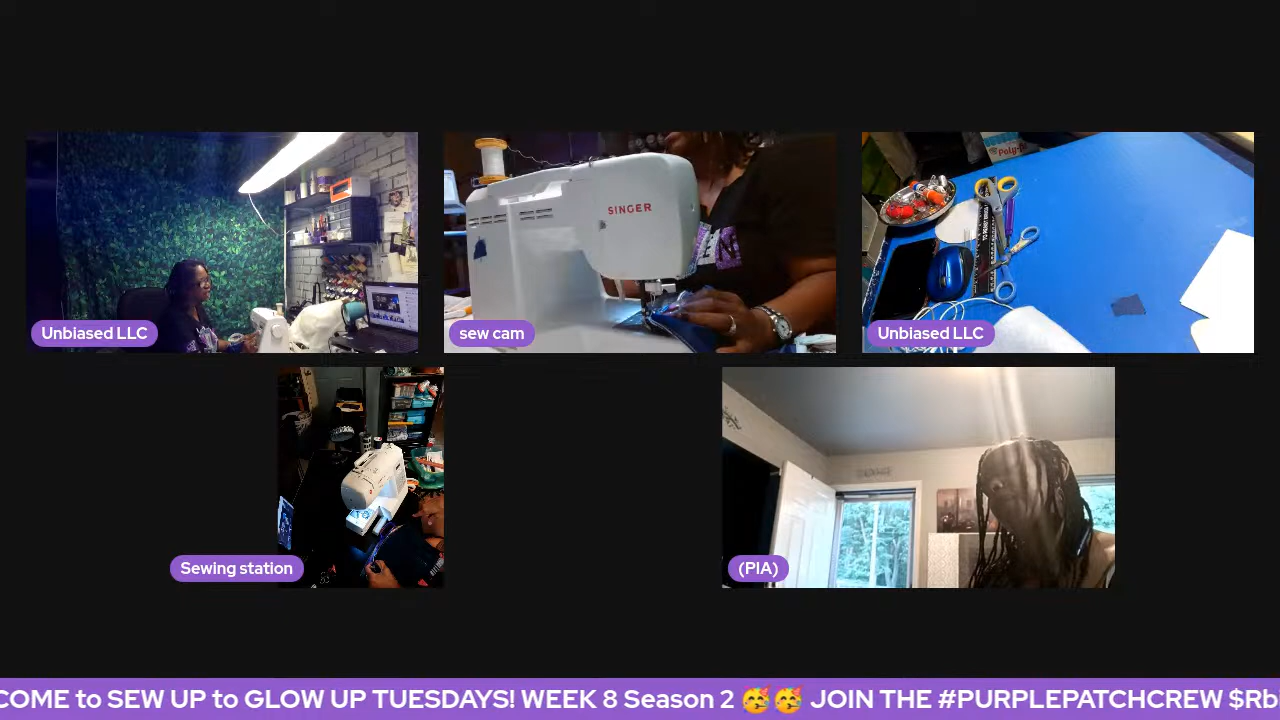 Unbiased LLC
SINGER
sew cam
Poly-
Unbiased LLC
Sewing station
(PIA)
COME to SEW UP to GLOW UP TUESDAYS! WEEK 8 Season 2 🥳🥳 JOIN THE #PURPLEPATCHCREW $Rb